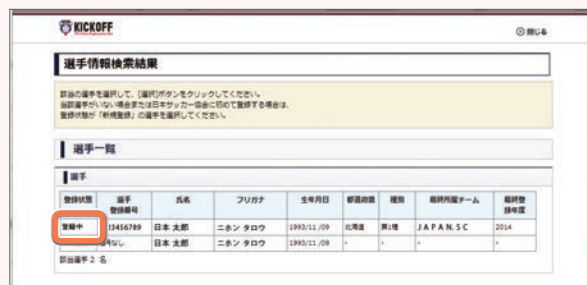 KICKOFF
閉じる
選手情報検索結果
該当の選手を選択して、[選択]ボタンをクリックしてください。
当該選手がいない場合または日本サッカー協会に初めて登録する場合は、
登録状態が「新規登録」の選手を選択してください。
選手一覧
選手
登録状態 選手登録番号 氏名 フリガナ 生年月日 都道府県 種別 最終所属チーム 最終登録年度
登録中 23456789 日本 太郎 ニホン タロウ 1993/11/09 北海道 第1種 JAPAN.SC 2014
なし 日本 太郎 ニホン タロウ 1993/11/09 - - - -
該当選手 2 名